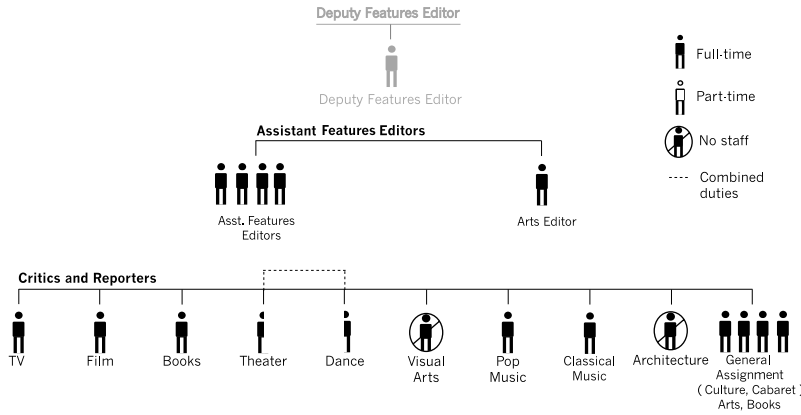 Deputy Features Editor
Deputy Features Editor
Full-time
Part-time
No staff
Combined
duties
Assistant Features Editors
Asst. Features
Editors
Arts Editor
Critics and Reporters
TV
Film
Books
Theater
Dance
Visual
Arts
Pop
Music
Classical
Music
Architecture
General
Assignment
( Culture, Cabaret )
Arts, Books